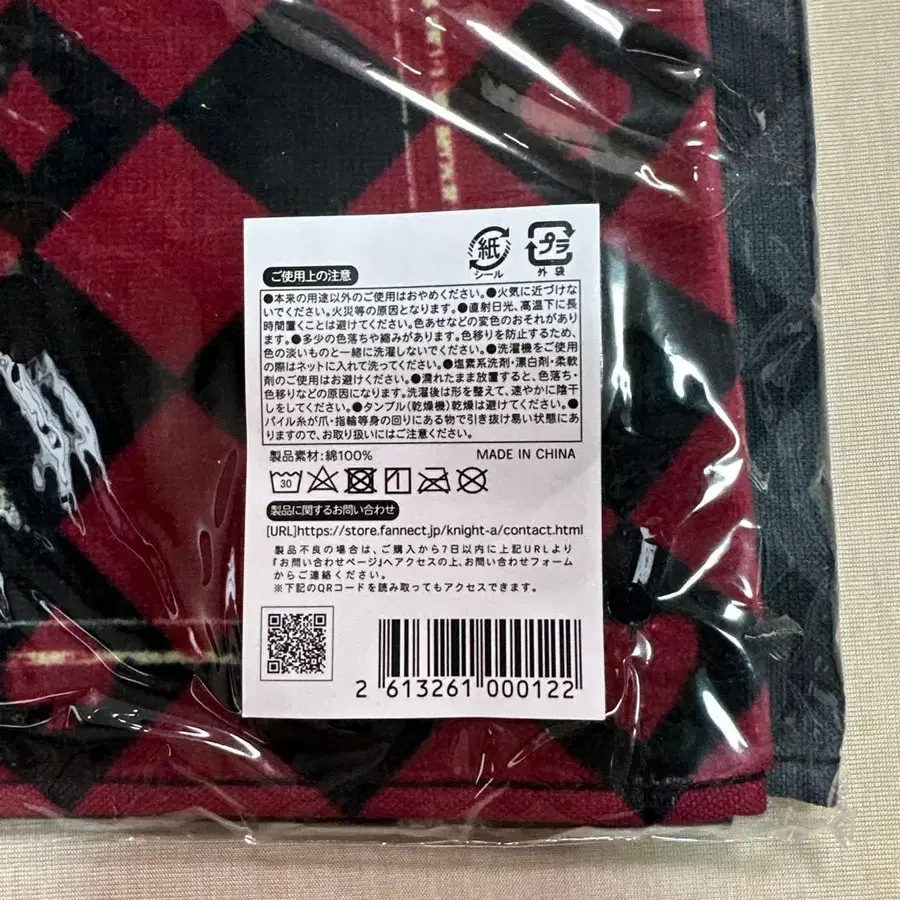 紙
シール
プラ
外 袋
ご使用上の注意
●本来の用途以外のご使用はおやめください。●火気に近づけな
いでください。火災等の原因となります。●直射日光、高温下に長
時間置くことは避けてください。色あせなどの変色のおそれがあり
ます。●多少の色落ちや縮みがあります。色移りを防止するため、
色の淡いものと一緒に洗濯しないでください。●洗濯機をご使用
の際はネットに入れて洗ってください。●塩素系洗剤・漂白剤・柔軟
剤のご使用はお避けください。●濡れたまま放置すると、色落ち・
色移りなどの原因になります。洗濯後は形を整えて、速やかに陰干
しをしてください。●タンブル(乾燥機)乾燥は避けてください。●
パイル糸が爪・指輪等身の回りにある物で引き抜け易い状態にあ
りますので、お取り扱いにはご注意ください。
製品素材:綿100% MADE IN CHINA
30
製品に関するお問い合わせ
[URL]https://store.fannect.jp/knight-a/contact.html
製品不良の場合は、ご購入から7日以内に上記URLより
『お問い合わせページ』へアクセスの上、お問い合わせフォーム
からご連絡ください。
※下記のQRコードを読み取ってもアクセスできます。
2 613261 000122